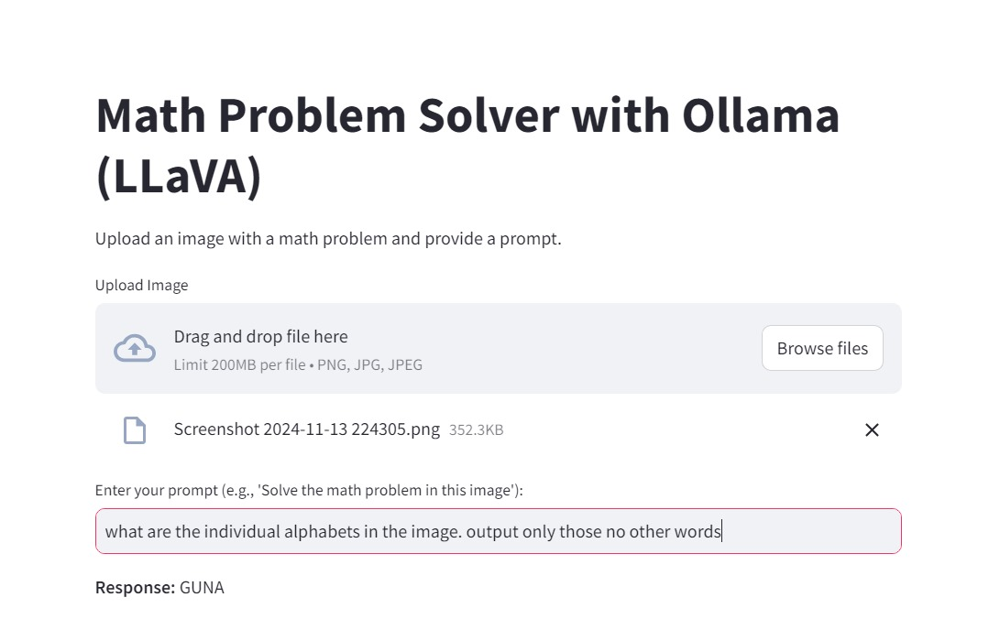 Math Problem Solver with Ollama
(LLaVA)
Upload an image with a math problem and provide a prompt.
Upload Image
Drag and drop file here
Limit 200MB per file • PNG, JPG, JPEG
Browse files
Screenshot 2024-11-13 224305.png 352.3KB
Enter your prompt (e.g., 'Solve the math problem in this image'):
what are the individual alphabets in the image. output only those no other words
Response: GUNA